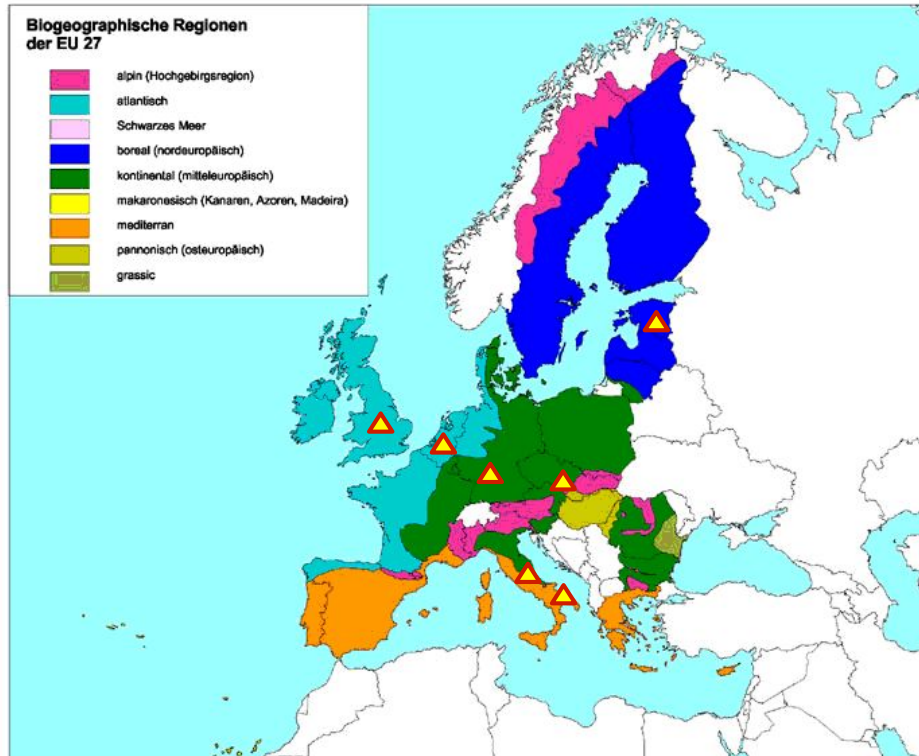 Biogeographische Regionen
der EU 27
alpin (Hochgebirgsregion)
atlantisch
Schwarzes Meer
boreal (nordeuropäisch)
kontinental (mitteleuropäisch)
makaronesisch (Kanaren, Azoren, Madeira)
mediterran
pannonisch (osteuropäisch)
grassic